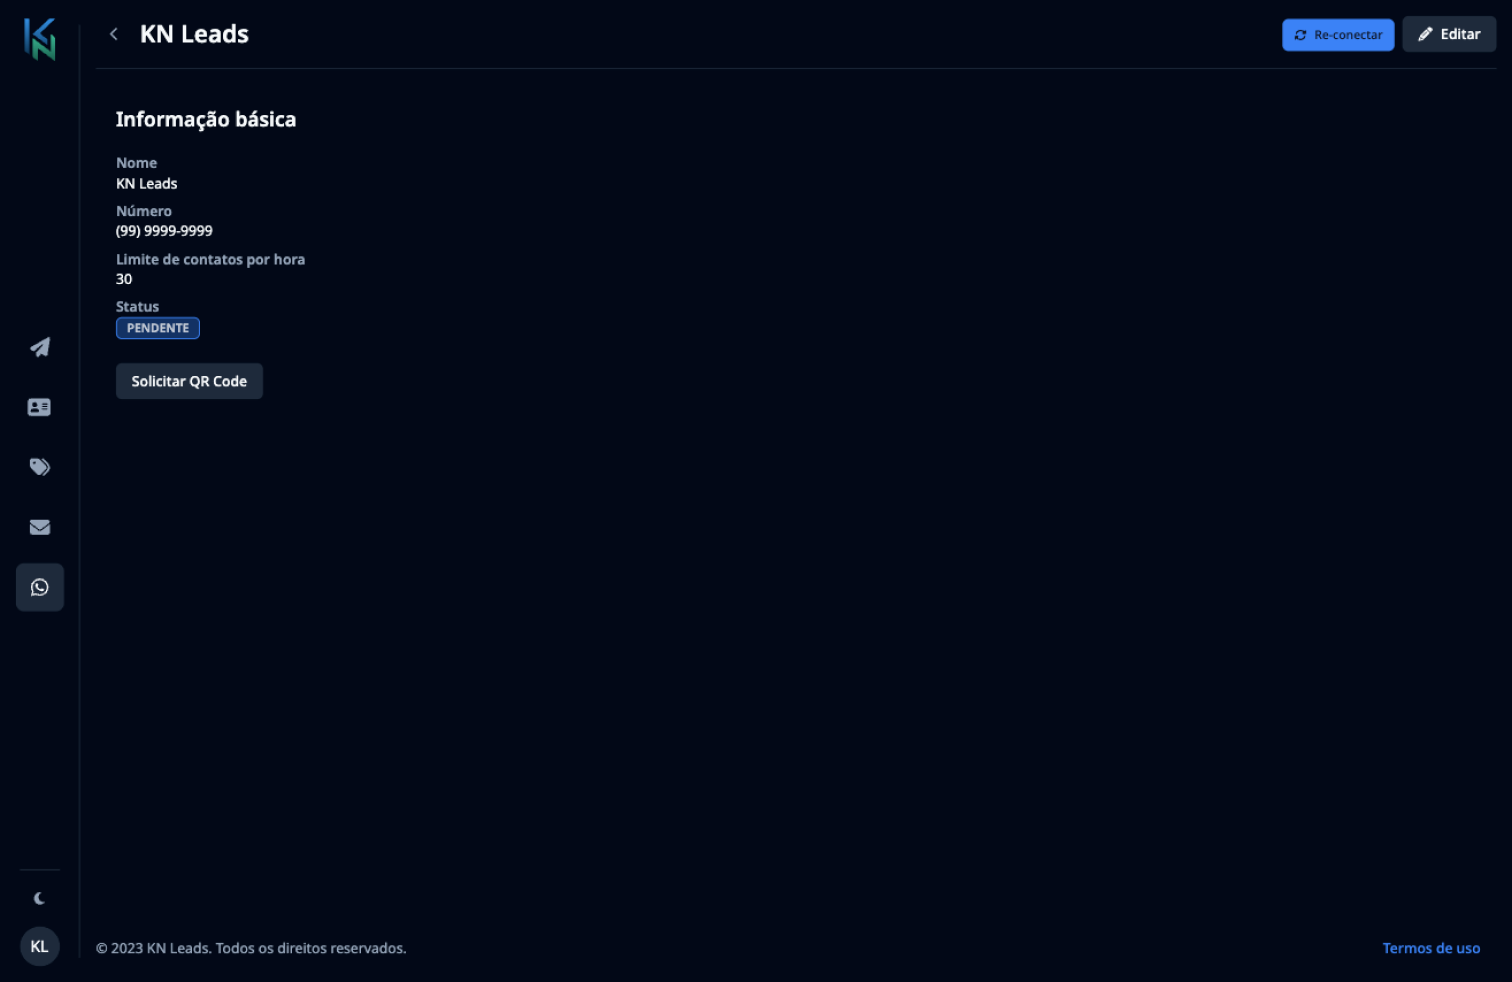 KN Leads
Re-conectar
Editar
Informação básica
Nome
KN Leads
Número
(99) 9999-9999
Limite de contatos por hora
30
Status
PENDENTE
Solicitar QR Code
KL
© 2023 KN Leads. Todos os direitos reservados.
Termos de uso